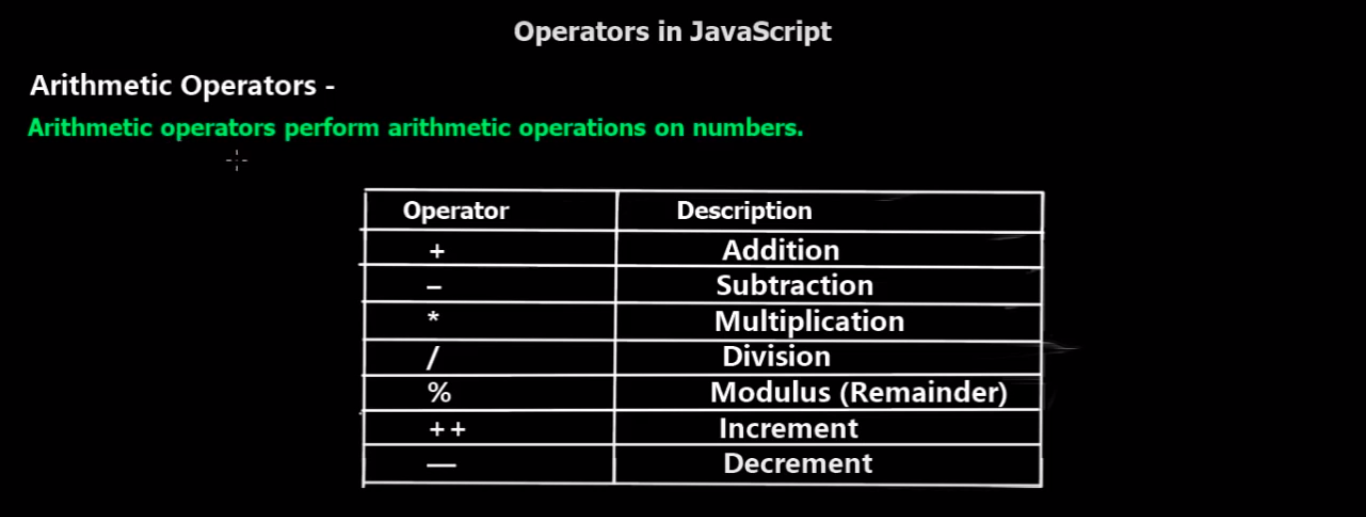 Operators in JavaScript
Arithmetic Operators -
Arithmetic operators perform arithmetic operations on numbers.
Operator Description
+ Addition
– Subtraction
* Multiplication
/ Division
% Modulus (Remainder)
++ Increment
— Decrement